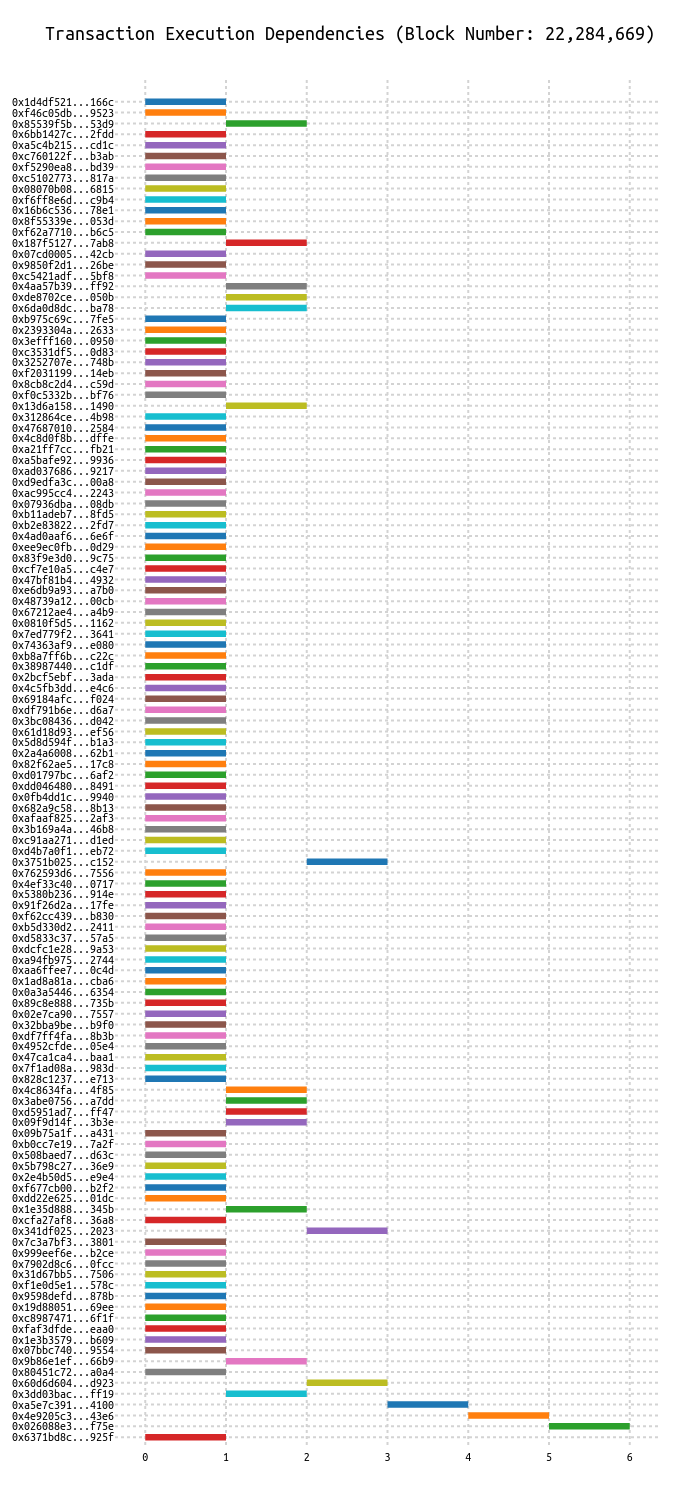 Transaction Execution Dependencies (Block Number: 22,284,669)
0x1d4df521...166c
0xf46c05db...9523
0x85539f5b...53d9
0x6bb1427c...2fdd
0xa5c4b215...cd1c
0xc760122f...b3ab
0xf5290ea8...bd39
0xc5102773...817a
0x08070b08...6815
0xf6ff8e6d...c9b4
0x16b6c536...78e1
0x8f55339e...053d
0xf62a7710...b6c5
0x187f5127...7ab8
0x07cd0005...42cb
0x9850f2d1...26be
0xc5421adf...5bf8
0x4aa57b39...ff92
0xde8702ce...050b
0x6da0d8dc...ba78
0xb975c69c...7fe5
0x2393304a...2633
0x3efff160...0950
0xc3531df5...0d83
0x3252707e...748b
0xf2031199...14eb
0x8cb8c2d4...c59d
0xf0c5332b...bf76
0x13d6a158...1490
0x312864ce...4b98
0x47687010...2584
0x4c8d0f8b...dffe
0xa21ff7cc...fb21
0xa5bafe92...9936
0xad037686...9217
0xd9edfa3c...00a8
0xac995cc4...2243
0x07936dba...08db
0xb11adeb7...8fd5
0xb2e83822...2fd7
0x4ad0aaf6...6e6f
0xee9ec0fb...0d29
0x83f9e3d0...9c75
0xcf7e10a5...c4e7
0x47bf81b4...4932
0xe6db9a93...a7b0
0x48739a12...00cb
0x67212ae4...a4b9
0x0810f5d5...1162
0x7ed779f2...3641
0x74363af9...e080
0xb8a7ff6b...c22c
0x38987440...c1df
0x2bcf5ebf...3ada
0x4c5fb3dd...e4c6
0x69184afc...f024
0xdf791b6e...d6a7
0x3bc08436...d042
0x61d18d93...ef56
0x5d8d594f...b1a3
0x2a4a6008...62b1
0x82f62ae5...17c8
0xd01797bc...6af2
0xdd046480...8491
0x0fb4dd1c...9940
0x682a9c58...8b13
0xafaaf825...2af3
0x3b169a4a...46b8
0xc91aa271...d1ed
0xd4b7a0f1...eb72
0x3751b025...c152
0x762593d6...7556
0x4ef33c40...0717
0x5380b236...914e
0x91f26d2a...17fe
0xf62cc439...b830
0xb5d330d2...2411
0xd5833c37...57a5
0xdcfc1e28...9a53
0xa94fb975...2744
0xaa6ffee7...0c4d
0x1ad8a81a...cba6
0x0a3a5446...6354
0x89c8e888...735b
0x02e7ca90...7557
0x32bba9be...b9f0
0xdf7ff4fa...8b3b
0x4952cfde...05e4
0x47ca1ca4...baa1
0x7f1ad08a...983d
0x828c1237...e713
0x4c8634fa...4f85
0x3abe0756...a7dd
0xd5951ad7...ff47
0x09f9d14f...3b3e
0x09b75a1f...a431
0xb0cc7e19...7a2f
0x508baed7...d63c
0x5b798c27...36e9
0x2e4b50d5...e9e4
0xf677cb00...b2f2
0xdd22e625...01dc
0x1e35d888...345b
0xcfa27af8...36a8
0x341df025...2023
0x7c3a7bf3...3801
0x999eef6e...b2ce
0x7902d8c6...0fcc
0x31d67bb5...7506
0xf1e0d5e1...578c
0x9598defd...878b
0x19d88051...69ee
0xc8987471...6f1f
0xfaf3dfde...eaa0
0x1e3b3579...b609
0x07bbc740...9554
0x9b86e1ef...66b9
0x80451c72...a0a4
0x60d6d604...d923
0x3dd03bac...ff19
0xa5e7c391...4100
0x4e9205c3...43e6
0x026088e3...f75e
0x6371bd8c...925f
0 1 2 3 4 5 6